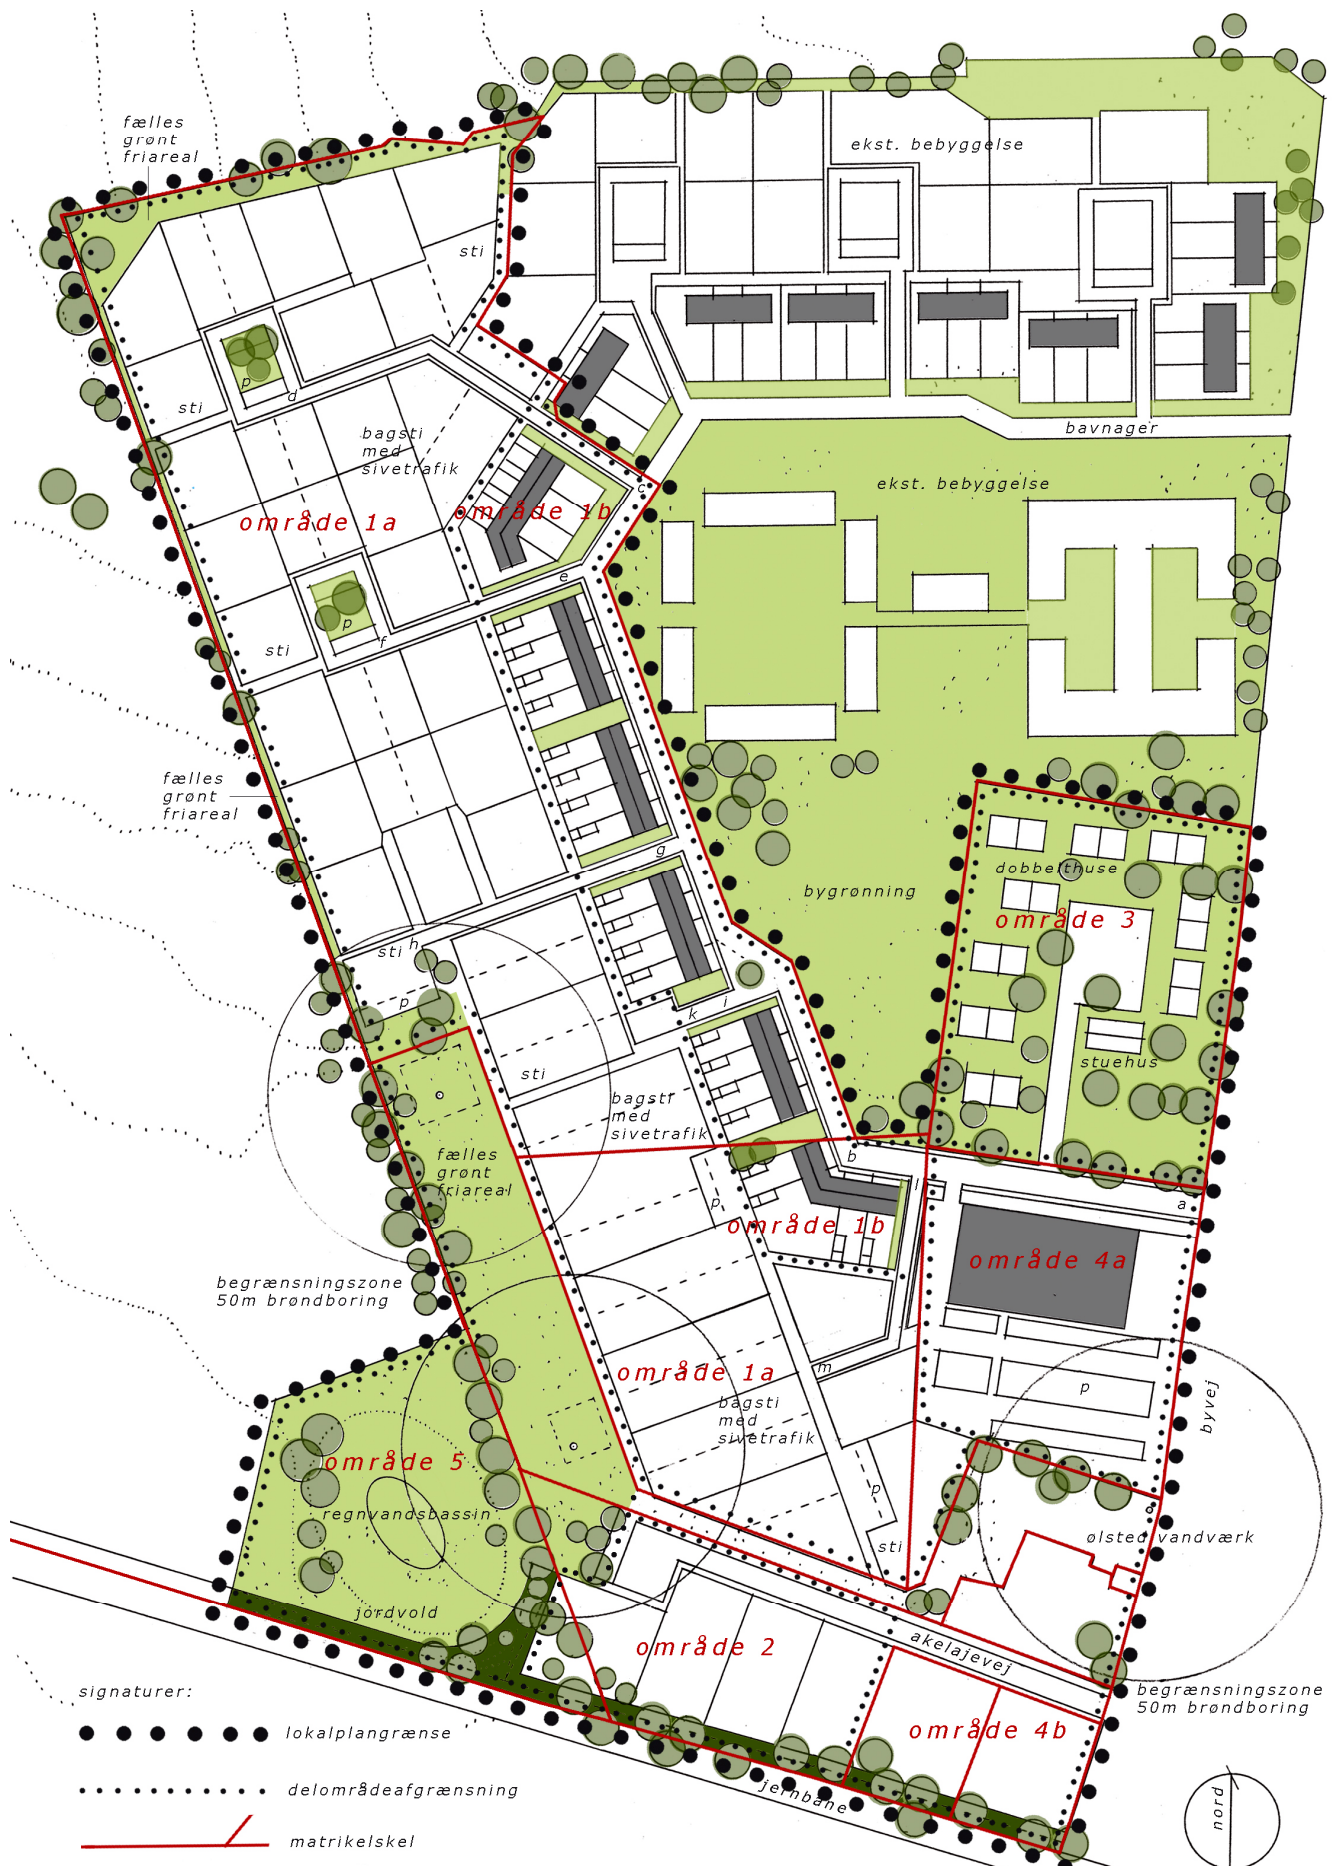 fælles
grønt
friareal
ekst. bebyggelse
sti
p
d
sti
bagsti
med
sivetrafik
bavnager
ekst. bebyggelse
c
område 1a
område 1b
e
p
f
sti
fælles
grønt
friareal
g
dobbelthuse
bygrønning
område 3
sti
h
p
i
k
stuehus
sti
bagsti
med
sivetrafik
fælles
grønt
friareal
b
l
a
p
område 1b
område 4a
begrænsningszone
50m brøndboring
område 1a
m
bagsti
med
sivetrafik
p
byvej
område 5
p
regnvandsbassin
ølsted vandværk
sti
jordvold
område 2
akelajevej
begrænsningszone
50m brøndboring
område 4b
jernbane
signaturer:
lokalplangrænse
delområdeafgrænsning
matrikelskel
nord